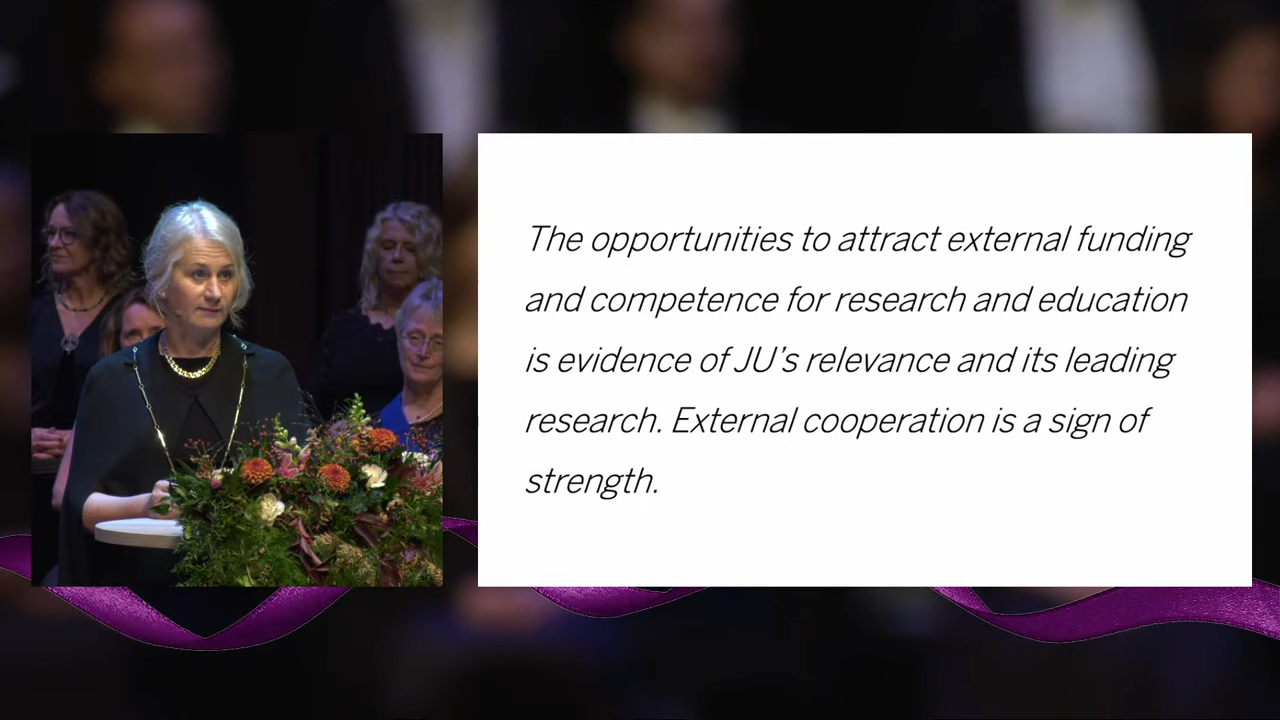 The opportunities to attract external funding
and competence for research and education
is evidence of JU's relevance and its leading
research. External cooperation is a sign of
strength.